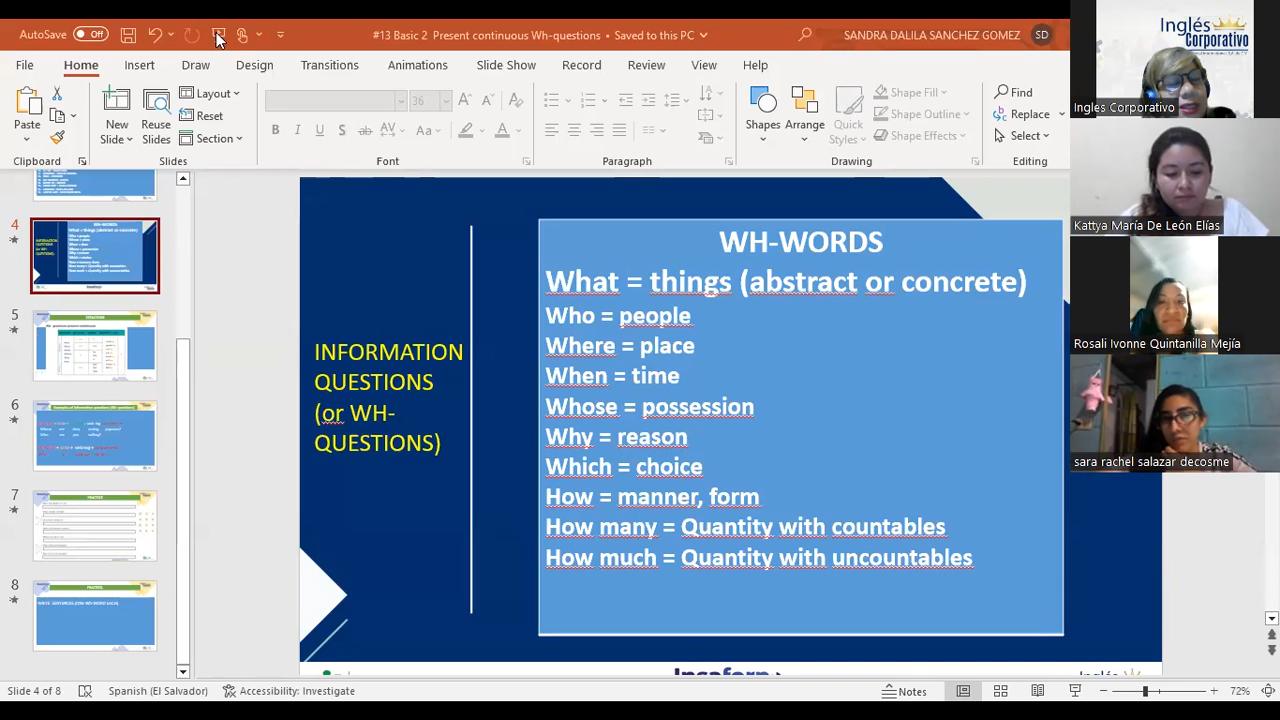 AutoSave Off
#13 Basic 2 Present continuous Wh-questions - Saved to this PC
SANDRA DALILA SANCHEZ GOMEZ SD
File Home Insert Draw Design Transitions Animations Slide Show Record Review View Help
Paste
New Slide
Reuse Slides
Layout
Reset
Section
36
Shapes
Arrange
Quick Styles
Shape Fill
Shape Outline
Shape Effects
Find
Replace
Select
Clipboard Slides Font Paragraph Drawing Editing
4
5
6
7
8
INFORMATION
QUESTIONS
(or WH-
QUESTIONS)
WH-WORDS
What = things (abstract or concrete)
Who = people
Where = place
When = time
Whose = possession
Why = reason
Which = choice
How = manner, form
How many = Quantity with countables
How much = Quantity with uncountables
Inglés
Corporativo
Ingles Corporativo
Kattya María De León Elías
Rosali Ivonne Quintanilla Mejía
sara rachel salazar decosme
Slide 4 of 8
Spanish (El Salvador)
Accessibility: Investigate
Notes
72%